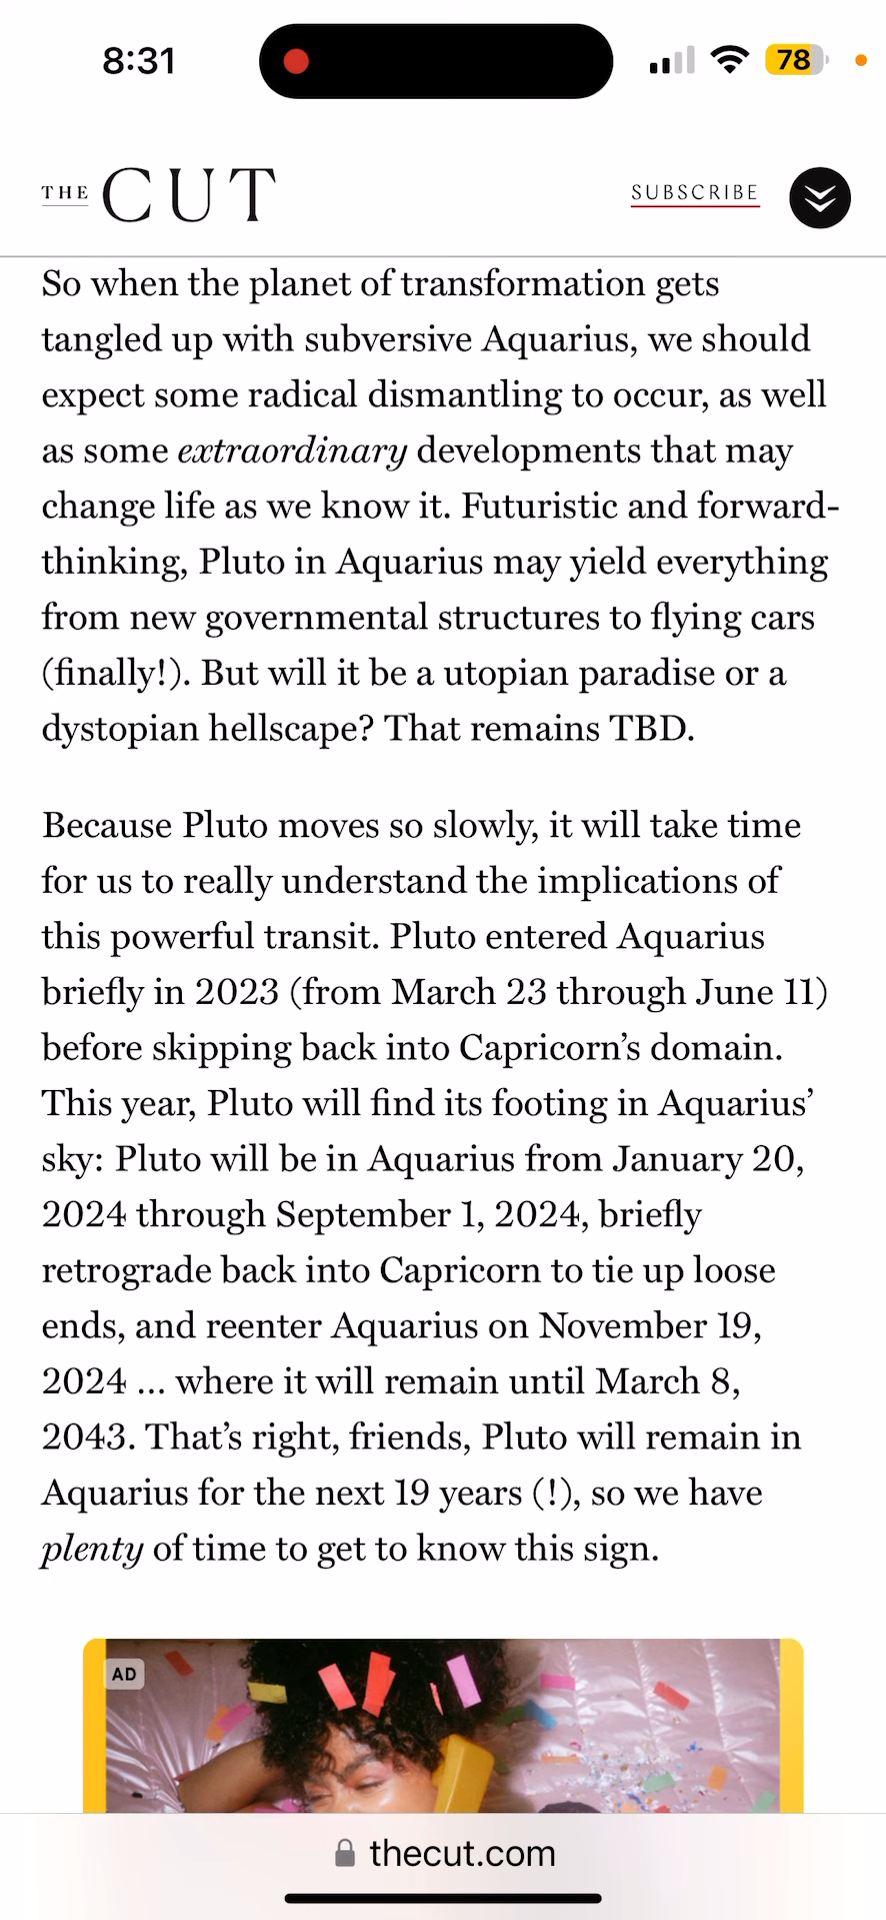 8:31
78
THE CUT
SUBSCRIBE
So when the planet of transformation gets
tangled up with subversive Aquarius, we should
expect some radical dismantling to occur, as well
as some extraordinary developments that may
change life as we know it. Futuristic and forward-
thinking, Pluto in Aquarius may yield everything
from new governmental structures to flying cars
(finally!). But will it be a utopian paradise or a
dystopian hellscape? That remains TBD.
Because Pluto moves so slowly, it will take time
for us to really understand the implications of
this powerful transit. Pluto entered Aquarius
briefly in 2023 (from March 23 through June 11)
before skipping back into Capricorn’s domain.
This year, Pluto will find its footing in Aquarius’
sky: Pluto will be in Aquarius from January 20,
2024 through September 1, 2024, briefly
retrograde back into Capricorn to tie up loose
ends, and reenter Aquarius on November 19,
2024 ... where it will remain until March 8,
2043. That’s right, friends, Pluto will remain in
Aquarius for the next 19 years (!), so we have
plenty of time to get to know this sign.
AD
thecut.com